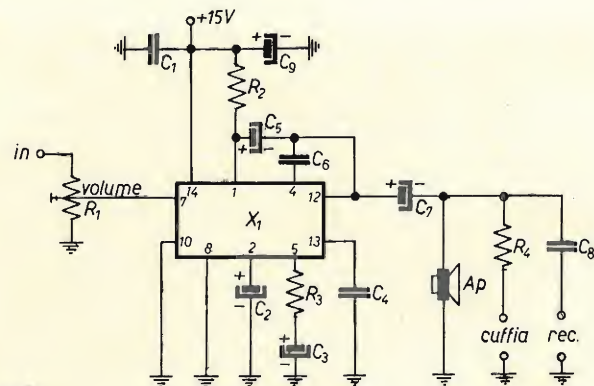 +15V
C1
+ -
C9
R2
C5
+ -
C6
in
volume
R1
14
1
4
7
12
X1
10
8
2
5
13
+ -
C7
+
-
C2
R3
+
-
C3
C4
Ap
R4
C8
cuffia
rec.